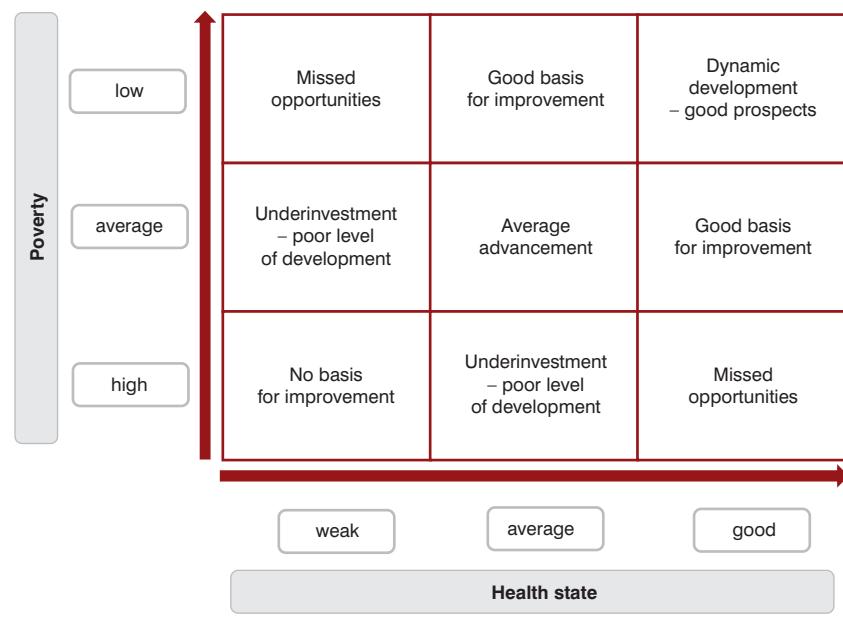 Poverty
low
Missed
opportunities
Good basis
for improvement
Dynamic
development
– good prospects
average
Underinvestment
– poor level
of development
Average
advancement
Good basis
for improvement
high
No basis
for improvement
Underinvestment
– poor level
of development
Missed
opportunities
weak
average
good
Health state